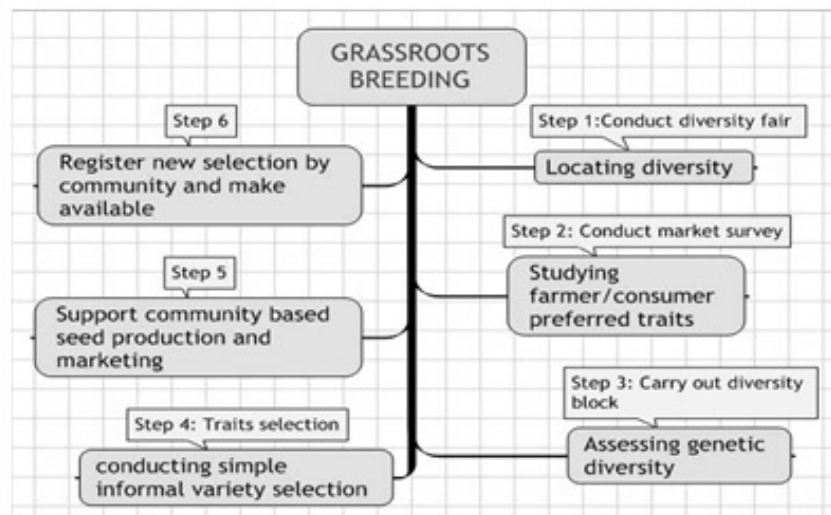 GRASSROOTS
BREEDING
Step 1:Conduct diversity fair
Locating diversity
Step 2: Conduct market survey
Studying
farmer/consumer
preferred traits
Step 3: Carry out diversity
block
Assessing genetic
diversity
Step 4: Traits selection
conducting simple
informal variety selection
Step 5
Support community based
seed production and
marketing
Step 6
Register new selection by
community and make
available